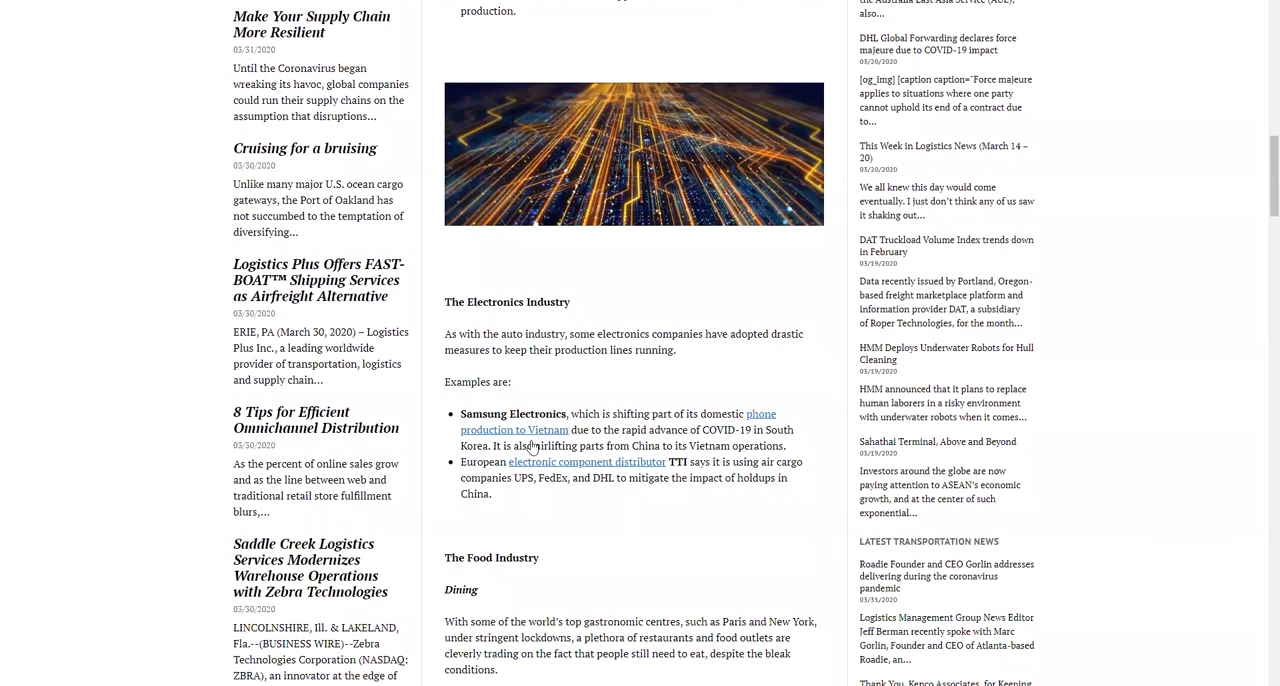 Make Your Supply Chain
More Resilient
03/31/2020
Until the Coronavirus began
wreaking its havoc, global companies
could run their supply chains on the
assumption that disruptions...
Cruising for a bruising
03/30/2020
Unlike many major U.S. ocean cargo
gateways, the Port of Oakland has
not succumbed to the temptation of
diversifying...
Logistics Plus Offers FAST-
BOAT™ Shipping Services
as Airfreight Alternative
03/30/2020
ERIE, PA (March 30, 2020) – Logistics
Plus Inc., a leading worldwide
provider of transportation, logistics
and supply chain...
8 Tips for Efficient
Omnichannel Distribution
03/30/2020
As the percent of online sales grow
and as the line between web and
traditional retail store fulfillment
blurs,...
Saddle Creek Logistics
Services Modernizes
Warehouse Operations
with Zebra Technologies
03/30/2020
LINCOLNSHIRE, Ill. & LAKELAND,
Fla.--(BUSINESS WIRE)--Zebra
Technologies Corporation (NASDAQ:
ZBRA), an innovator at the edge of
production.
The Electronics Industry
As with the auto industry, some electronics companies have adopted drastic
measures to keep their production lines running.
Examples are:
Samsung Electronics, which is shifting part of its domestic phone
production to Vietnam due to the rapid advance of COVID-19 in South
Korea. It is also airlifting parts from China to its Vietnam operations.
European electronic component distributor TTI says it is using air cargo
companies UPS, FedEx, and DHL to mitigate the impact of holdups in
China.
The Food Industry
Dining
With some of the world's top gastronomic centres, such as Paris and New York,
under stringent lockdowns, a plethora of restaurants and food outlets are
cleverly trading on the fact that people still need to eat, despite the bleak
conditions.
the Australia East Asia Service (AUE),
also...
DHL Global Forwarding declares force
majeure due to COVID-19 impact
03/20/2020
[og_img] [caption caption="Force majeure
applies to situations where one party
cannot uphold its end of a contract due
to...
This Week in Logistics News (March 14 –
20)
03/20/2020
We all knew this day would come
eventually. I just don't think any of us saw
it shaking out...
DAT Truckload Volume Index trends down
in February
03/19/2020
Data recently issued by Portland, Oregon-
based freight marketplace platform and
information provider DAT, a subsidiary
of Roper Technologies, for the month...
HMM Deploys Underwater Robots for Hull
Cleaning
03/19/2020
HMM announced that it plans to replace
human laborers in a risky environment
with underwater robots when it comes...
Sahathai Terminal, Above and Beyond
03/19/2020
Investors around the globe are now
paying attention to ASEAN's economic
growth, and at the center of such
exponential...
LATEST TRANSPORTATION NEWS
Roadie Founder and CEO Gorlin addresses
delivering during the coronavirus
pandemic
03/31/2020
Logistics Management Group News Editor
Jeff Berman recently spoke with Marc
Gorlin, Founder and CEO of Atlanta-based
Roadie, an...
Thank You, Kenco Associates, for Keeping